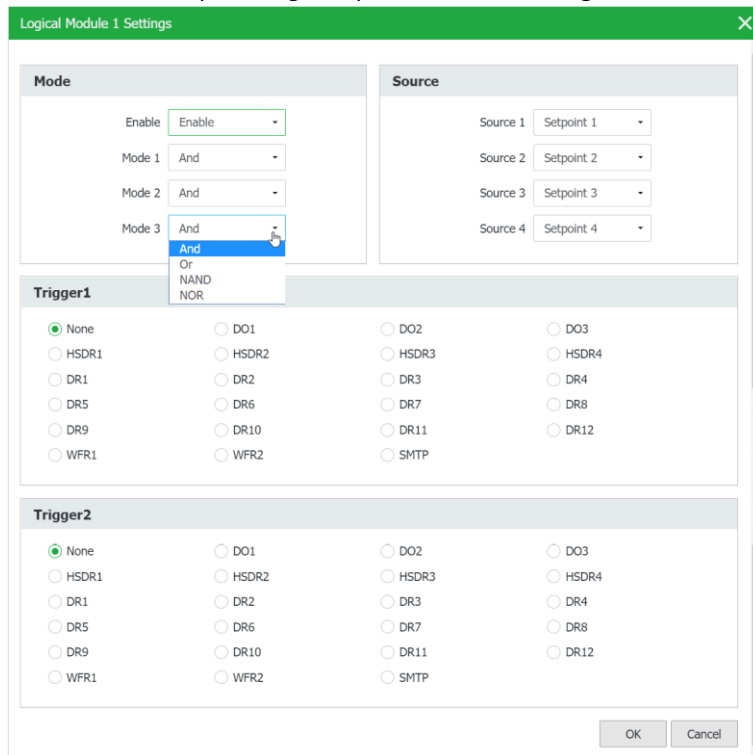 Logical Module 1 Settings
Mode
Enable Enable
Mode 1 And
Mode 2 And
Mode 3 And
And
Or
NAND
NOR
Source
Source 1 Setpoint 1
Source 2 Setpoint 2
Source 3 Setpoint 3
Source 4 Setpoint 4
Trigger1
None DO1 DO2 DO3
HSDR1 HSDR2 HSDR3 HSDR4
DR1 DR2 DR3 DR4
DR5 DR6 DR7 DR8
DR9 DR10 DR11 DR12
WFR1 WFR2 SMTP
Trigger2
None DO1 DO2 DO3
HSDR1 HSDR2 HSDR3 HSDR4
DR1 DR2 DR3 DR4
DR5 DR6 DR7 DR8
DR9 DR10 DR11 DR12
WFR1 WFR2 SMTP
OK Cancel